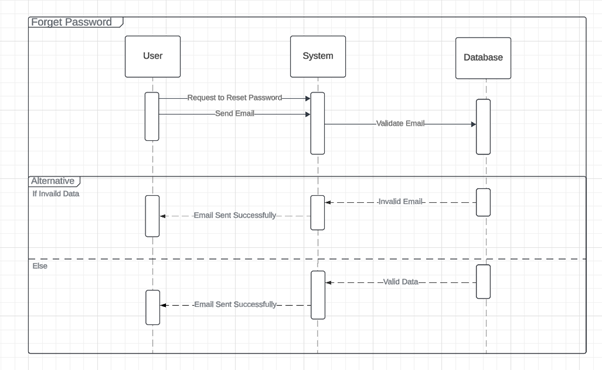 Forget Password
User
System
Database
Request to Reset Password
Send Email
Validate Email
Alternative
If Invaild Data
Invalid Email
Email Sent Successfully
Else
Valid Data
Email Sent Successfully